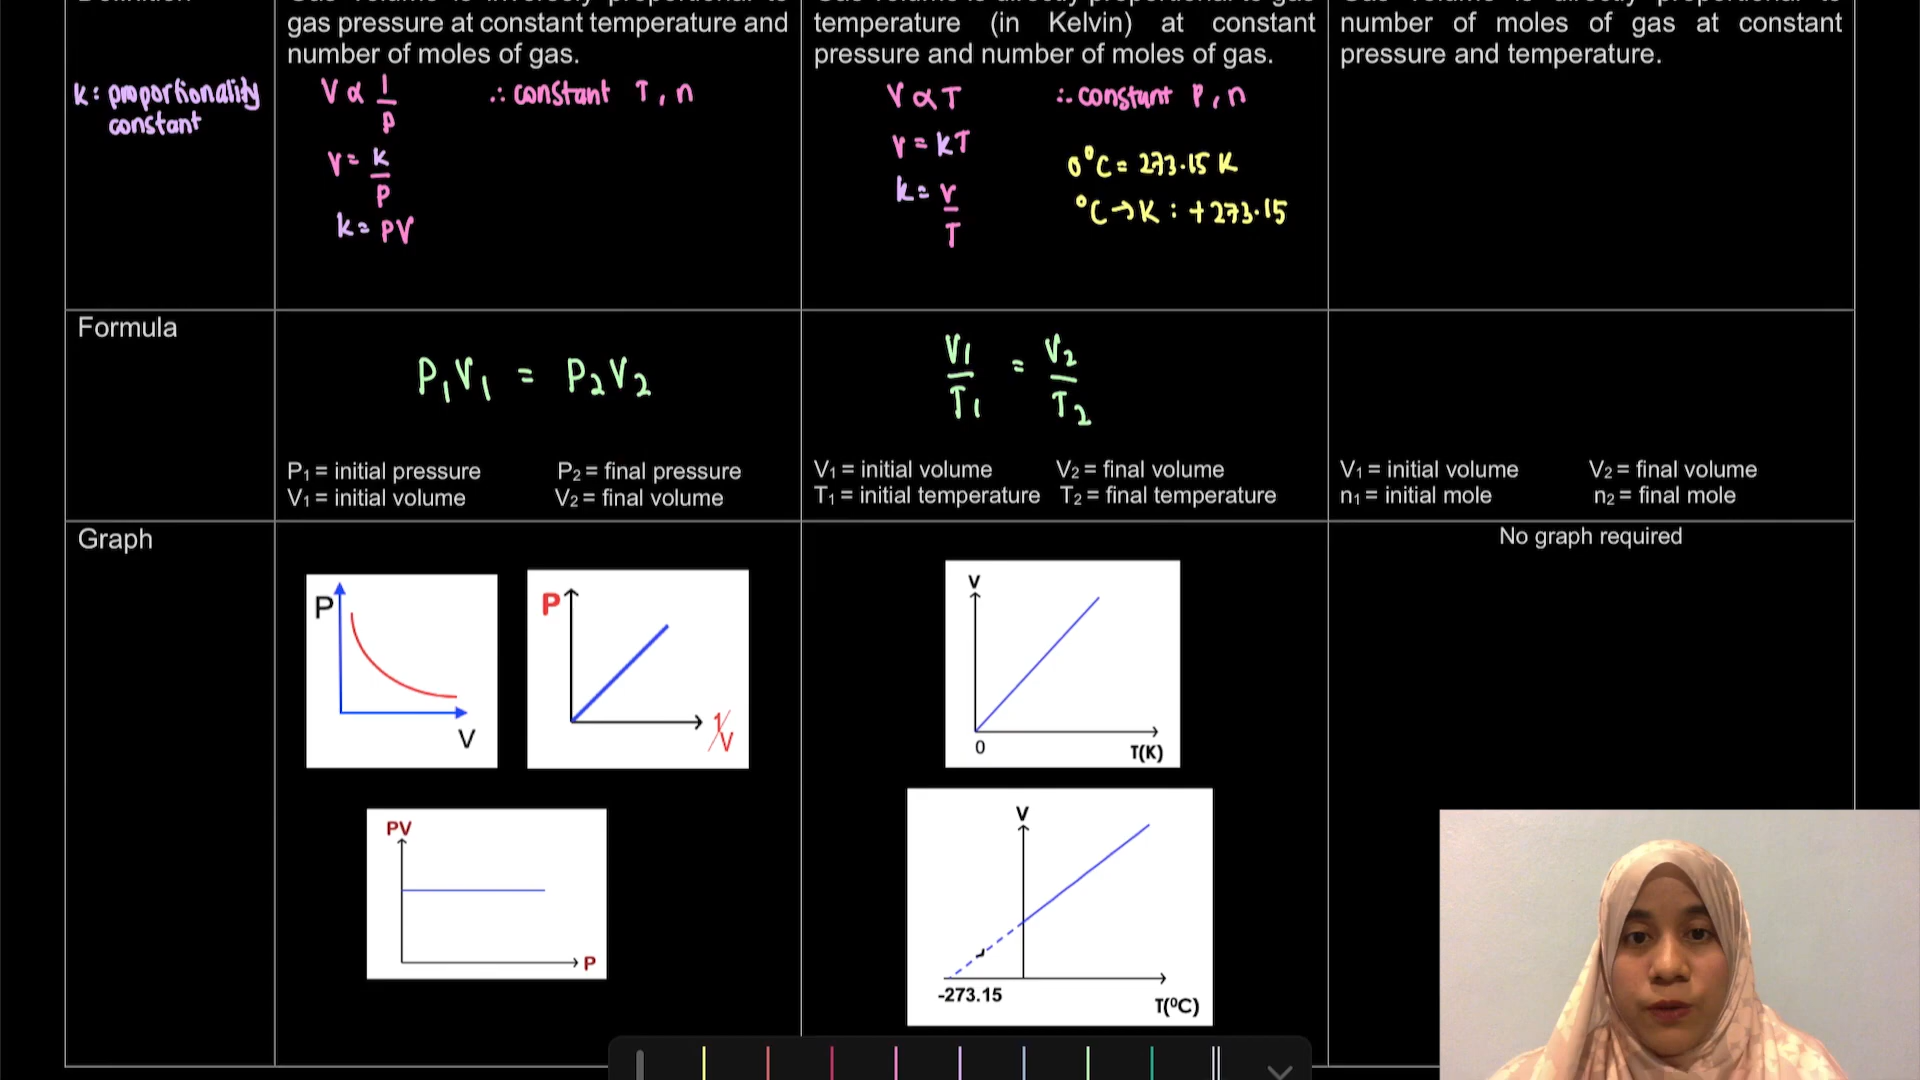 gas pressure at constant temperature and
number of moles of gas.
temperature (in Kelvin) at constant
pressure and number of moles of gas.
number of moles of gas at constant
pressure and temperature.
k: proportionality
constant
V ∝ 1/P ∴ constant T, n
V = k/P
k = PV
V ∝ T ∴ constant P, n
V = kT
k = V/T
0°C = 273.15 K
°C → K : + 273.15
Formula
P₁V₁ = P₂V₂
V₁/T₁ = V₂/T₂
P₁ = initial pressure P₂ = final pressure
V₁ = initial volume V₂ = final volume
V₁ = initial volume V₂ = final volume
T₁ = initial temperature T₂ = final temperature
V₁ = initial volume V₂ = final volume
n₁ = initial mole n₂ = final mole
Graph
No graph required
P
V
P
1/V
PV
P
V
0
T(K)
V
-273.15
T(⁰C)